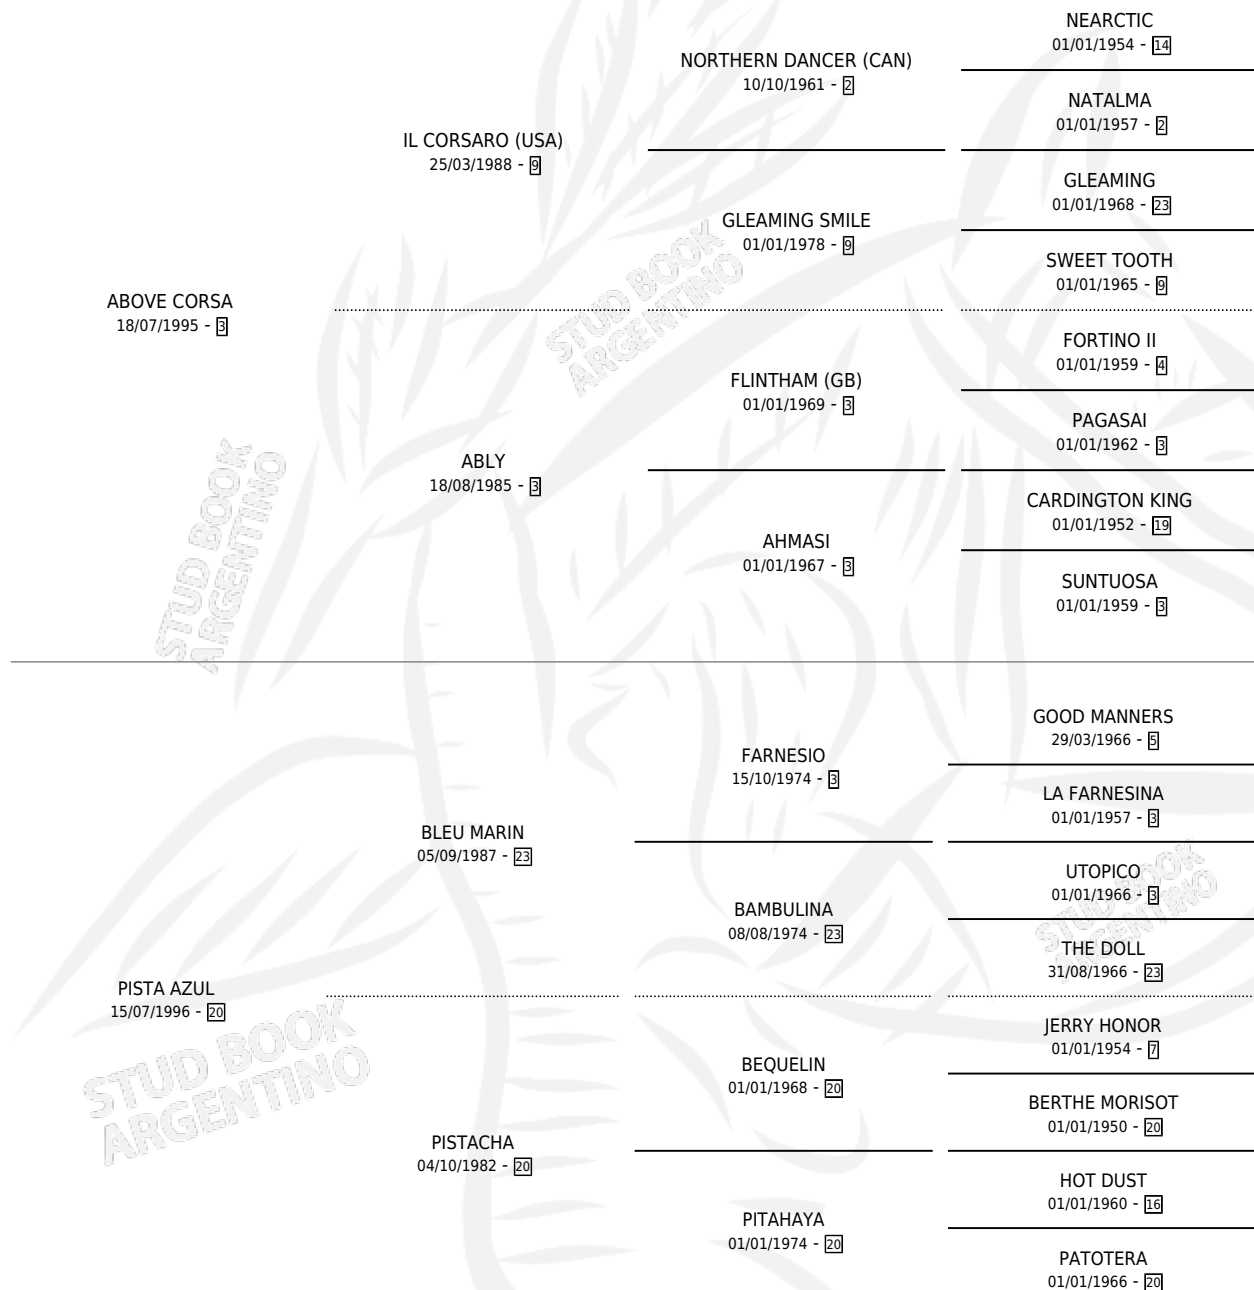 NEARCTIC
01/01/1954 - 14
NORTHERN DANCER (CAN)
10/10/1961 - 2
NATALMA
01/01/1957 - 2
IL CORSARO (USA)
25/03/1988 - 9
GLEAMING
01/01/1968 - 23
GLEAMING SMILE
01/01/1978 - 9
SWEET TOOTH
01/01/1965 - 9
ABOVE CORSA
18/07/1995 - 3
STUD BOOK
ARGENTINO
FORTINO II
01/01/1959 - 4
FLINTHAM (GB)
01/01/1969 - 3
PAGASAI
01/01/1962 - 3
ABLY
18/08/1985 - 3
CARDINGTON KING
01/01/1952 - 19
AHMASI
01/01/1967 - 3
SUNTUOSA
01/01/1959 - 3
STUD BOOK
ARGENTINO
GOOD MANNERS
29/03/1966 - 5
FARNESIO
15/10/1974 - 3
LA FARNESINA
01/01/1957 - 3
BLEU MARIN
05/09/1987 - 23
UTOPICO
01/01/1966 - 3
BAMBULINA
08/08/1974 - 23
THE DOLL
31/08/1966 - 23
STUD BOOK
ARGENTINO
PISTA AZUL
15/07/1996 - 20
JERRY HONOR
01/01/1954 - 7
BEQUELIN
01/01/1968 - 20
BERTHE MORISOT
01/01/1950 - 20
STUD BOOK
ARGENTINO
PISTACHA
04/10/1982 - 20
HOT DUST
01/01/1960 - 16
PITAHAYA
01/01/1974 - 20
PATOTERA
01/01/1966 - 20